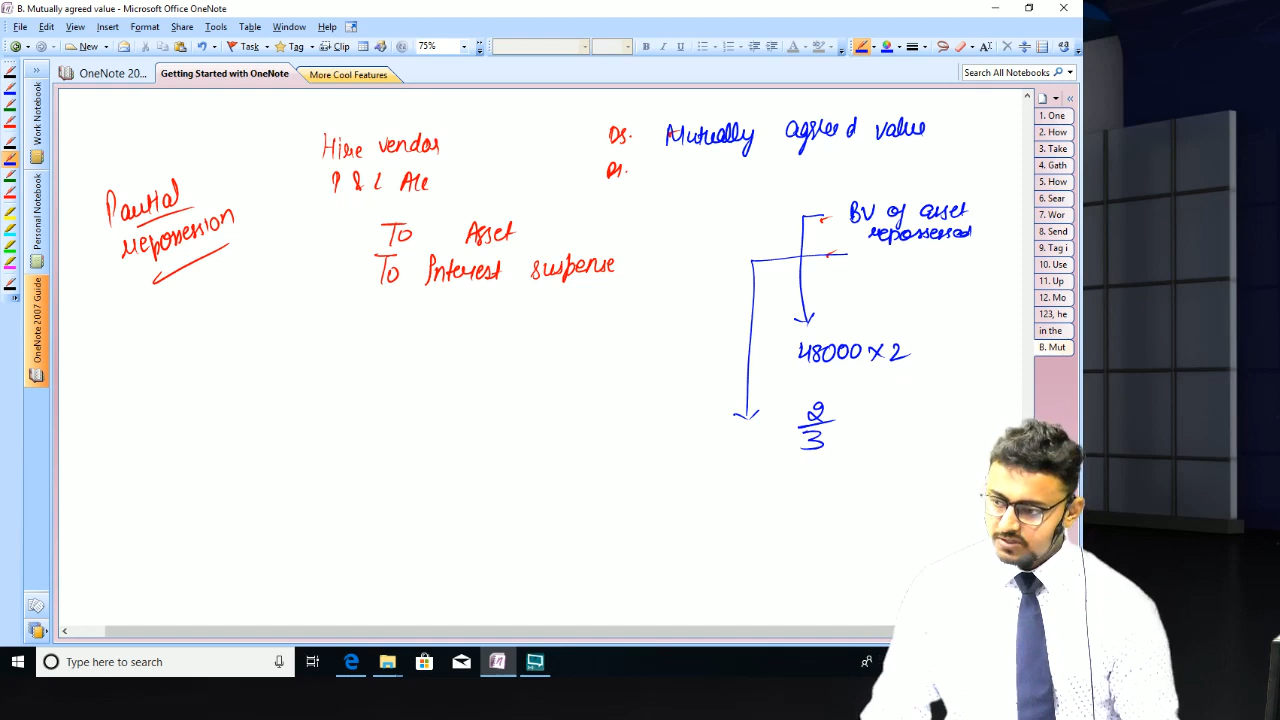 B. Mutually agreed value - Microsoft Office OneNote
File Edit View Insert Format Share Tools Table Window Help
New Task Tag Clip 75%
OneNote 20... Getting Started with OneNote More Cool Features Search All Notebooks
Work Notebook
Personal Notebook
OneNote 2007 Guide
Partial
repossession
Hire vendor Dr. Mutually agreed value
P & L A/c Dr.
To Asset
To Interest suspense
BV of asset
repossessed
48000 × 2
2
3
1. One
2. How
3. Take
4. Gath
5. How
6. Sear
7. Wor
8. Send
9. Tag i
10. Use
11. Up
12. Mo
123, he
in the
B. Mut
Type here to search